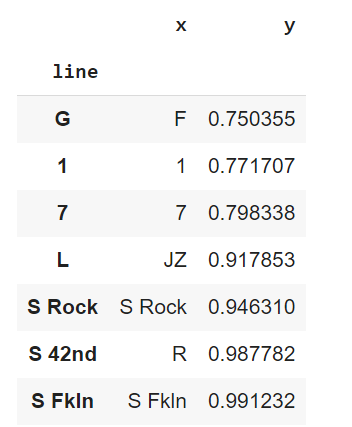 x y
line
G F 0.750355
1 1 0.771707
7 7 0.798338
L JZ 0.917853
S Rock S Rock 0.946310
S 42nd R 0.987782
S Fkln S Fkln 0.991232